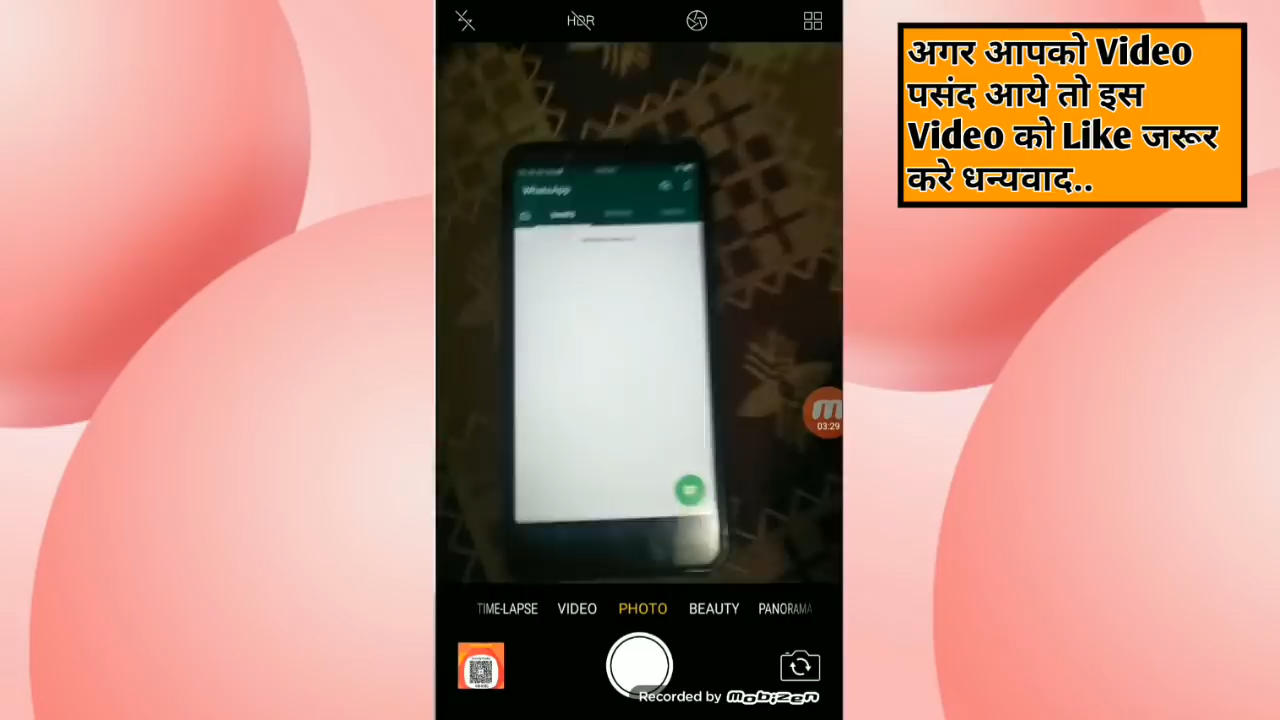 HDR
अगर आपको Video
पसंद आये तो इस
Video को Like जरूर
करे धन्यवाद..
WhatsApp
03:29
TIME-LAPSE VIDEO PHOTO BEAUTY PANORAMA
Recorded by mobizen